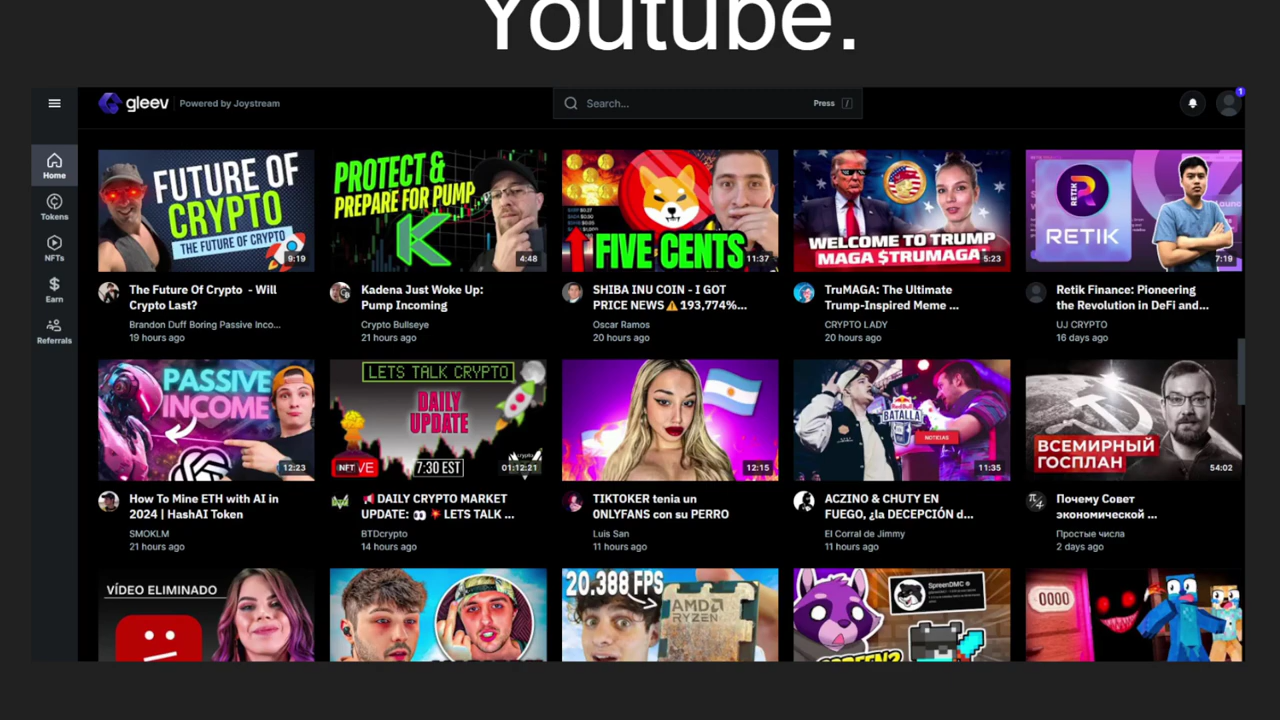 Youtube.
gleev Powered by Joystream
Search...
Press /
1
Home
Tokens
NFTs
Earn
Referrals
FUTURE OF
CRYPTO
THE FUTURE OF CRYPTO
9:19
PROTECT &
PREPARE FOR PUMP
4:48
FIVE CENTS
11:37
WELCOME TO TRUMP
MAGA $TRUMAGA
5:23
RETIK
7:19
The Future Of Crypto - Will
Crypto Last?
Brandon Duff Boring Passive Inco...
19 hours ago
Kadena Just Woke Up:
Pump Incoming
Crypto Bullseye
21 hours ago
SHIBA INU COIN - I GOT
PRICE NEWS⚠️193,774%...
Oscar Ramos
20 hours ago
TruMAGA: The Ultimate
Trump-Inspired Meme ...
CRYPTO LADY
20 hours ago
Retik Finance: Pioneering
the Revolution in DeFi and...
UJ CRYPTO
16 days ago
PASSIVE
INCOME
12:23
LETS TALK CRYPTO
DAILY
UPDATE
7:30 EST
01:12:21
12:15
Red Bull
BATALLA
NOTICIAS
11:35
ВСЕМИРНЫЙ
ГОСПЛАН
54:02
How To Mine ETH with AI in
2024 | HashAI Token
SMOKLM
21 hours ago
📢DAILY CRYPTO MARKET
UPDATE: 👀 💥 LETS TALK ...
BTDcrypto
14 hours ago
TIKTOKER tenia un
0NLYFANS con su PERRO
Luis San
11 hours ago
ACZINO & CHUTY EN
FUEGO, ¿la DECEPCIÓN d...
El Corral de Jimmy
11 hours ago
Почему Совет
экономической ...
Простые числа
2 days ago
VÍDEO ELIMINADO
20.388 FPS
AMD
RYZEN
SpreenDMC
0000